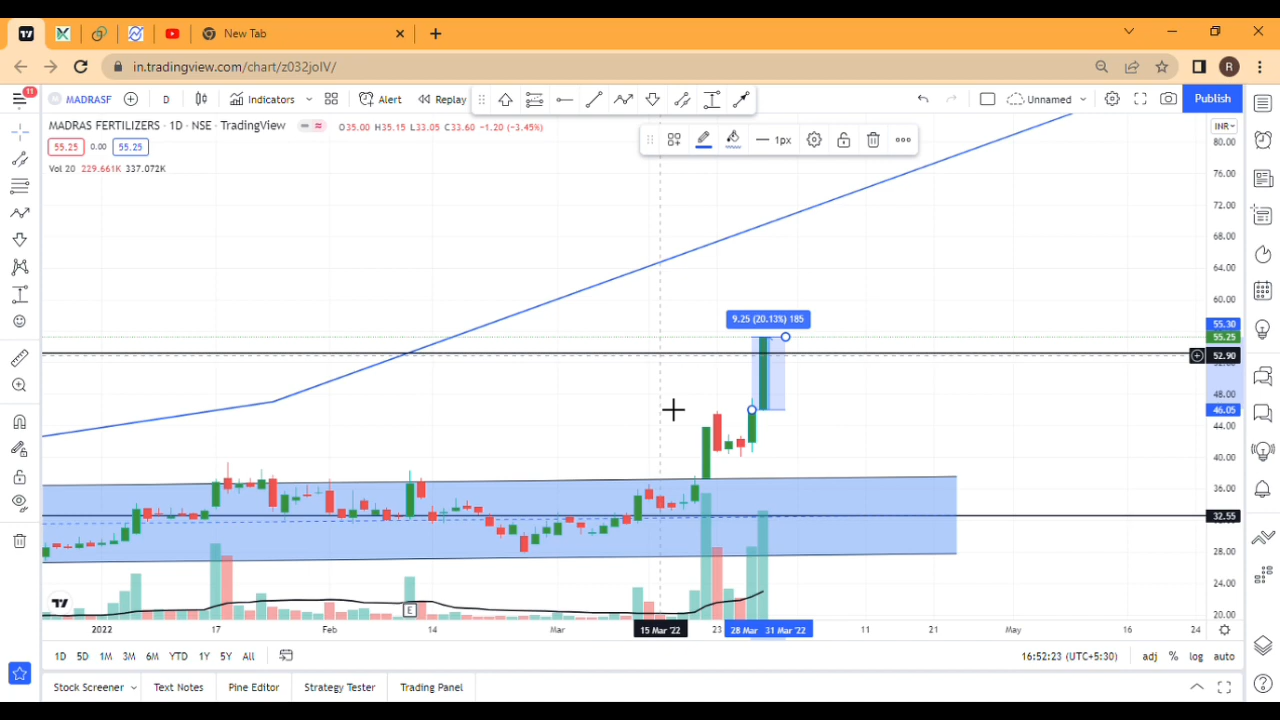 New Tab
in.tradingview.com/chart/z032joIV/
R
11
MADRASF
D
Indicators
Alert
Replay
Unnamed
Publish
MADRAS FERTILIZERS · 1D · NSE · TradingView
O35.00 H35.15 L33.05 C33.60 −1.20 (−3.45%)
INR
1px
55.25
0.00
55.25
Vol 20 229.661K 337.072K
80.00
76.00
72.00
68.00
64.00
60.00
9.25 (20.13%) 185
55.30
55.25
52.90
48.00
46.05
44.00
40.00
36.00
32.55
28.00
24.00
20.00
E
2022
17
Feb
14
Mar
15 Mar '22
23
28 Mar
31 Mar '22
11
21
May
16
24
1D
5D
1M
3M
6M
YTD
1Y
5Y
All
16:52:23 (UTC+5:30)
adj
%
log
auto
Stock Screener
Text Notes
Pine Editor
Strategy Tester
Trading Panel